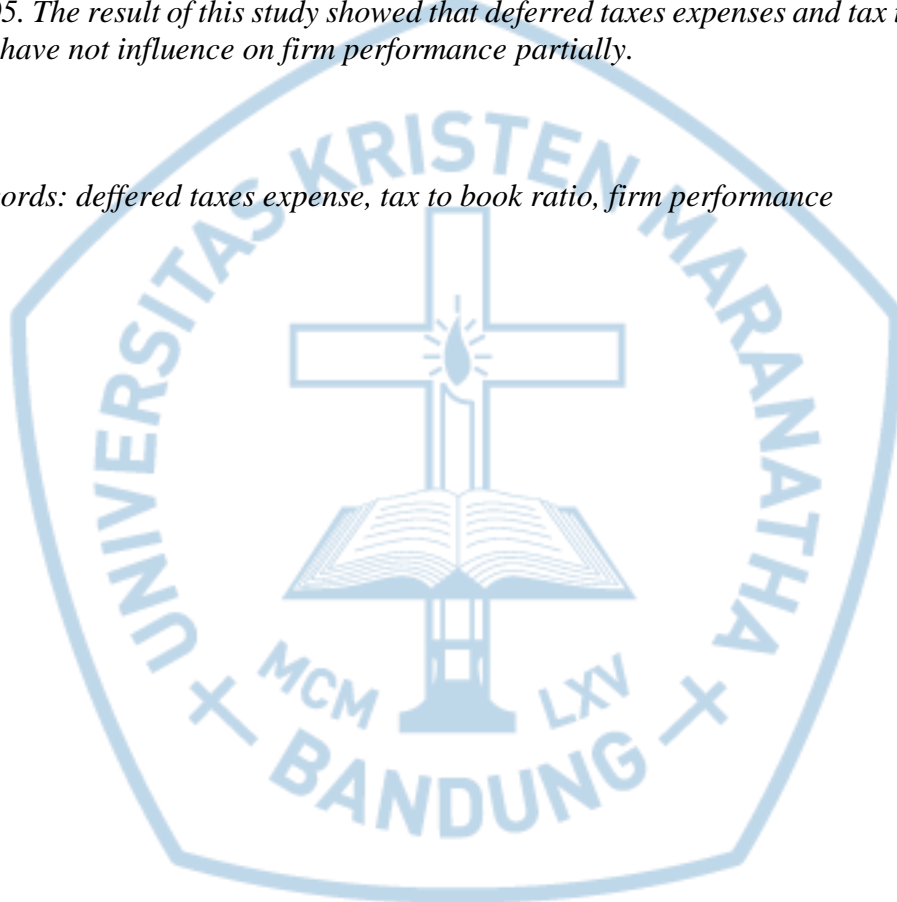 05. The result of this study showed that deferred taxes expenses and tax t
have not influence on firm performance partially.
ords: deffered taxes expense, tax to book ratio, firm performance
UNIVERSITAS KRISTEN MARANATHA
MCM LXV
BANDUNG